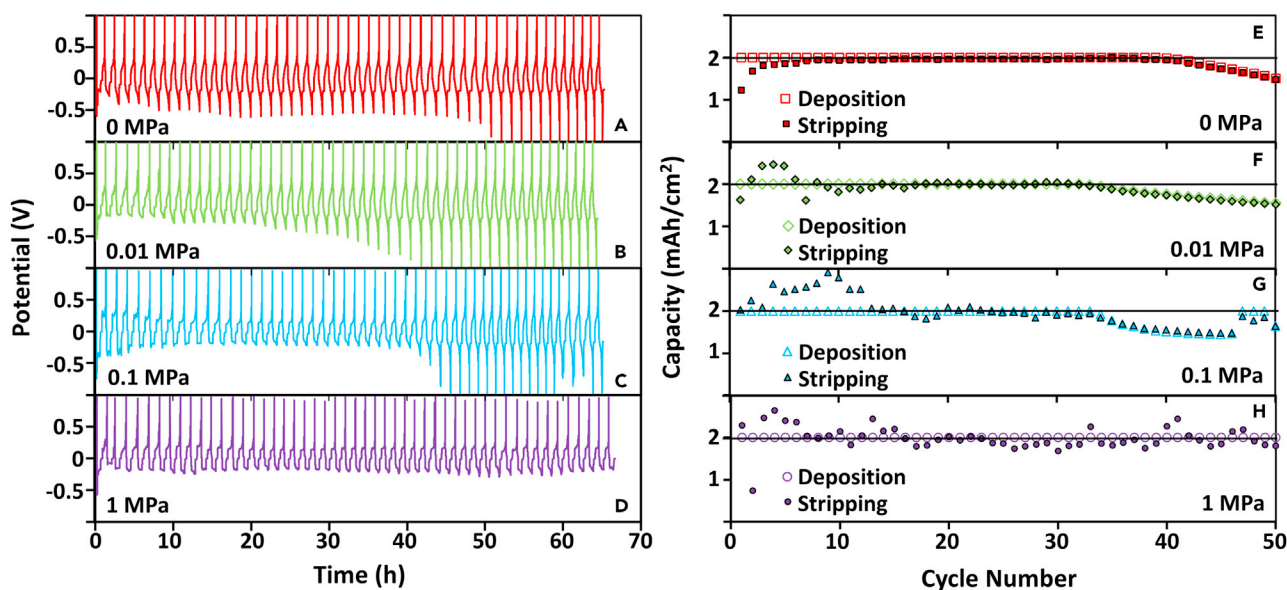 Potential (V)
0.5
0
-0.5
0 MPa
A
0.5
0
-0.5
0.01 MPa
B
0.5
0
-0.5
0.1 MPa
C
0.5
0
-0.5
1 MPa
D
0 10 20 30 40 50 60 70
Time (h)
Capacity (mAh/cm²)
E
2
1
Deposition
Stripping
0 MPa
F
2
1
Deposition
Stripping
0.01 MPa
G
2
1
Deposition
Stripping
0.1 MPa
H
2
1
Deposition
Stripping
1 MPa
0 10 20 30 40 50
Cycle Number